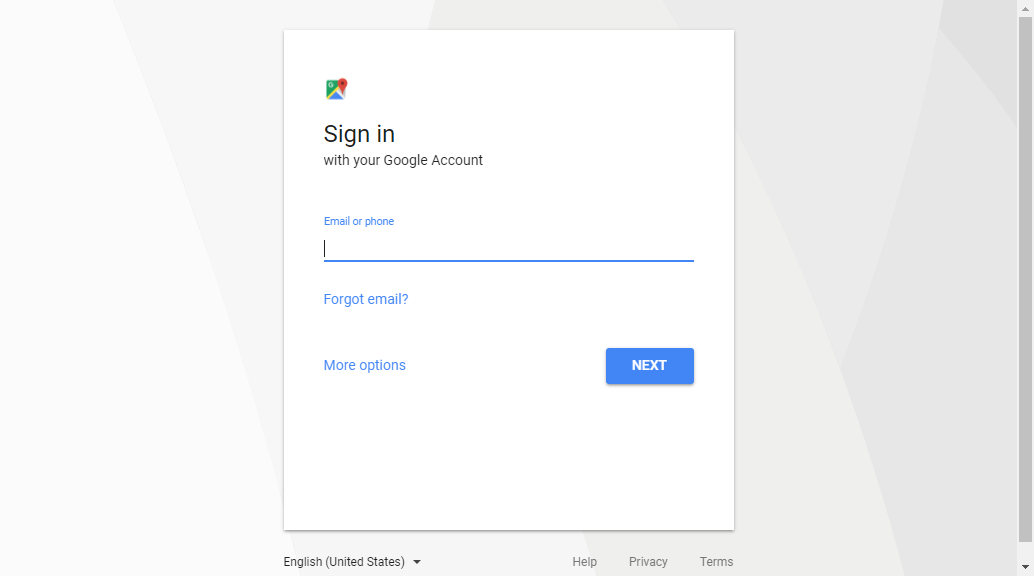 Sign in
with your Google Account
Email or phone
Forgot email?
More options
NEXT
English (United States)
Help
Privacy
Terms